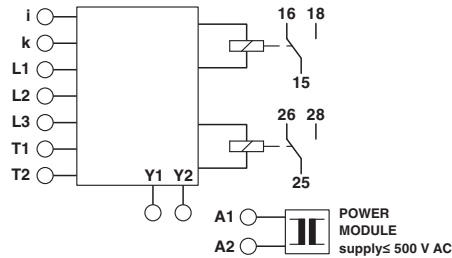 i
k
L1
L2
L3
T1
T2
Y1 Y2
16 18
15
26 28
25
A1
A2
POWER
MODULE
supply≤ 500 V AC